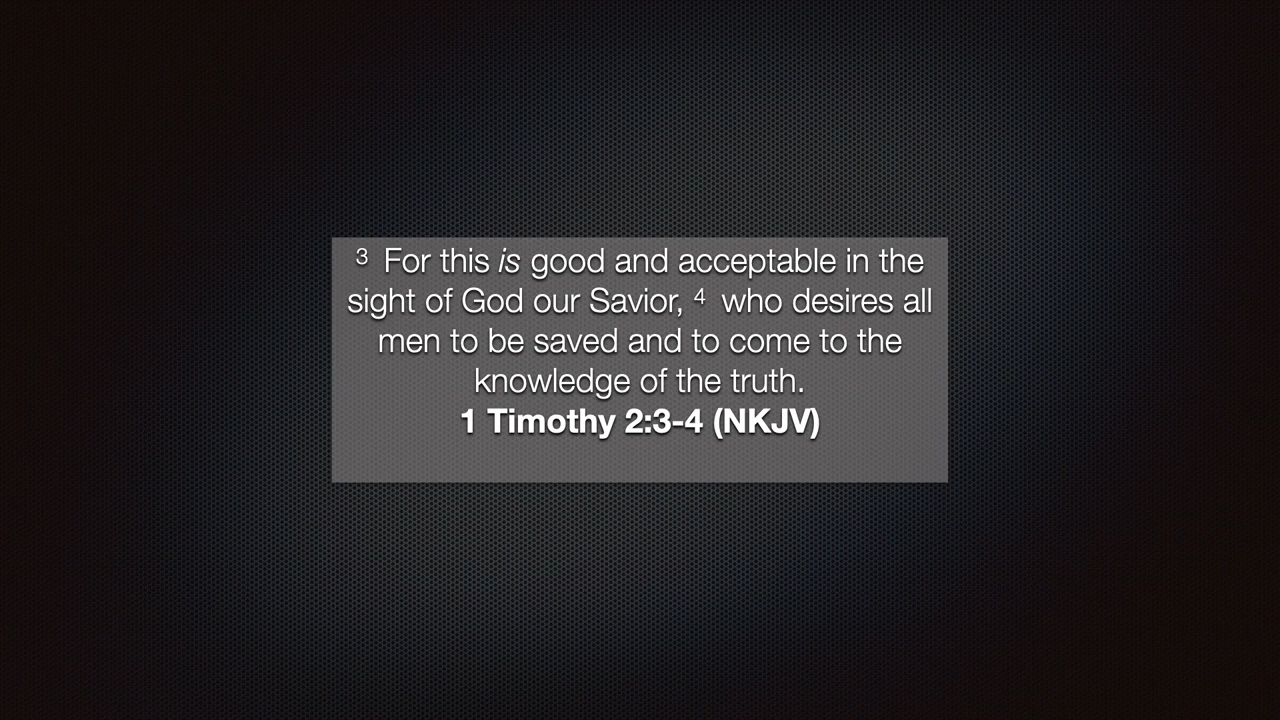 3 For this is good and acceptable in the
sight of God our Savior, 4 who desires all
men to be saved and to come to the
knowledge of the truth.
1 Timothy 2:3-4 (NKJV)